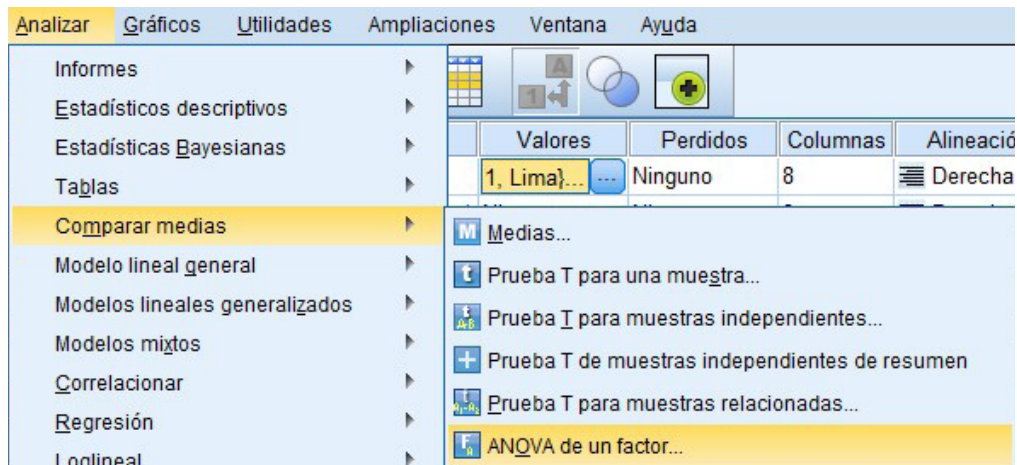 Analizar Gráficos Utilidades Ampliaciones Ventana Ayuda
Informes
Estadísticos descriptivos
Estadísticas Bayesianas
Tablas
Comparar medias
Modelo lineal general
Modelos lineales generalizados
Modelos mixtos
Correlacionar
Regresión
Loglineal
A
1
Valores Perdidos Columnas Alineació
1, Lima}... ... Ninguno 8 Derecha
M Medias...
t Prueba T para una muestra...
Prueba T para muestras independientes...
Prueba T de muestras independientes de resumen
Prueba T para muestras relacionadas...
ANOVA de un factor...